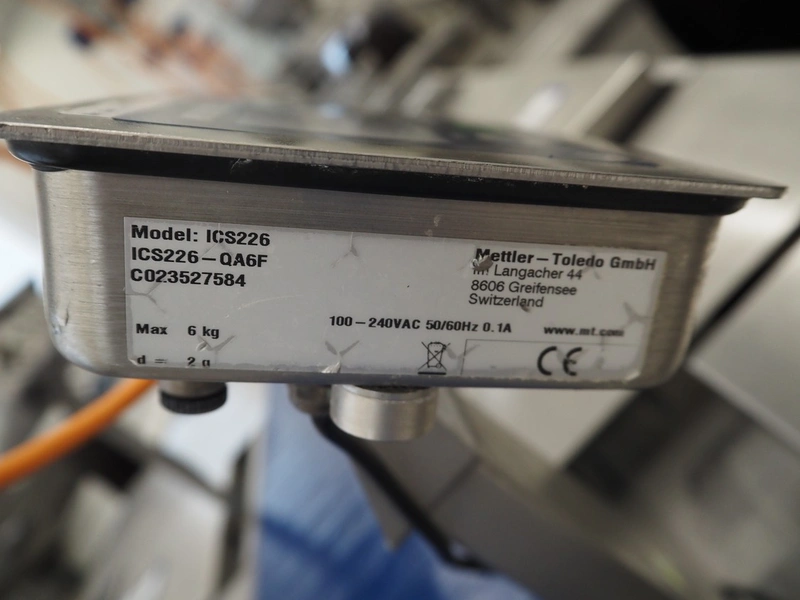 Model: ICS226
ICS226-QA6F
C023527584
Max 6 kg
d = 2 g
Mettler-Toledo GmbH
Im Langacher 44
8606 Greifensee
Switzerland
100-240VAC 50/60Hz 0.1A
www.mt.com
CE